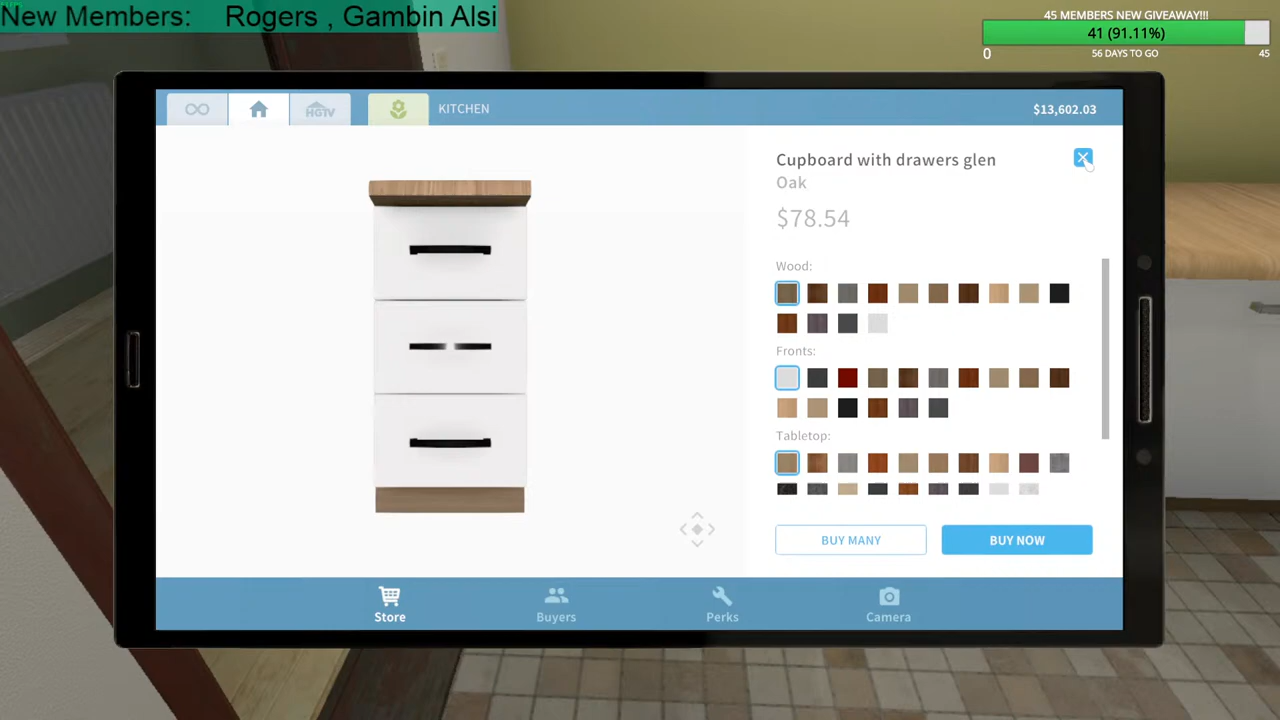 New Members: Rogers , Gambin Alsi
45 MEMBERS NEW GIVEAWAY!!!
41 (91.11%)
0 56 DAYS TO GO 45
HGTV KITCHEN $13,602.03
Cupboard with drawers glen
Oak
$78.54
Wood:
Fronts:
Tabletop:
BUY MANY BUY NOW
Store Buyers Perks Camera